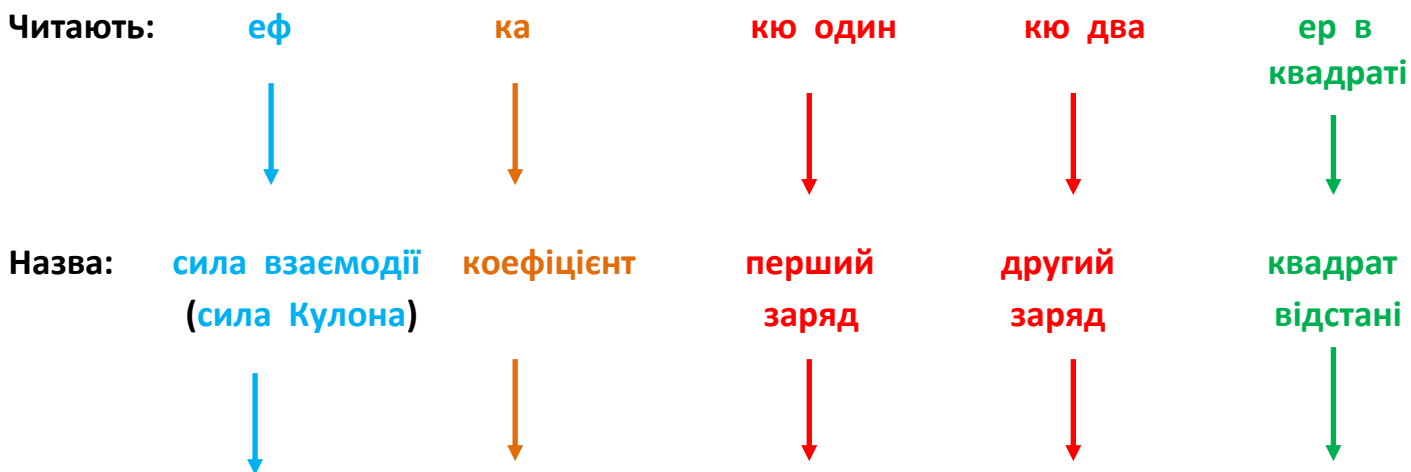 Читають: еф ка кю один кю два ер в
квадраті
Назва: сила взаємодії коефіцієнт перший другий квадрат
(сила Кулона) заряд заряд відстані